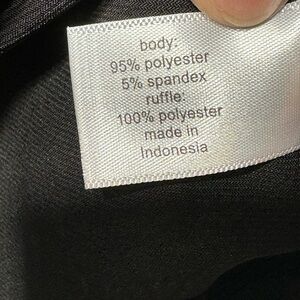 body:
95% polyester
5% spandex
ruffle:
100% polyester
made in
Indonesia